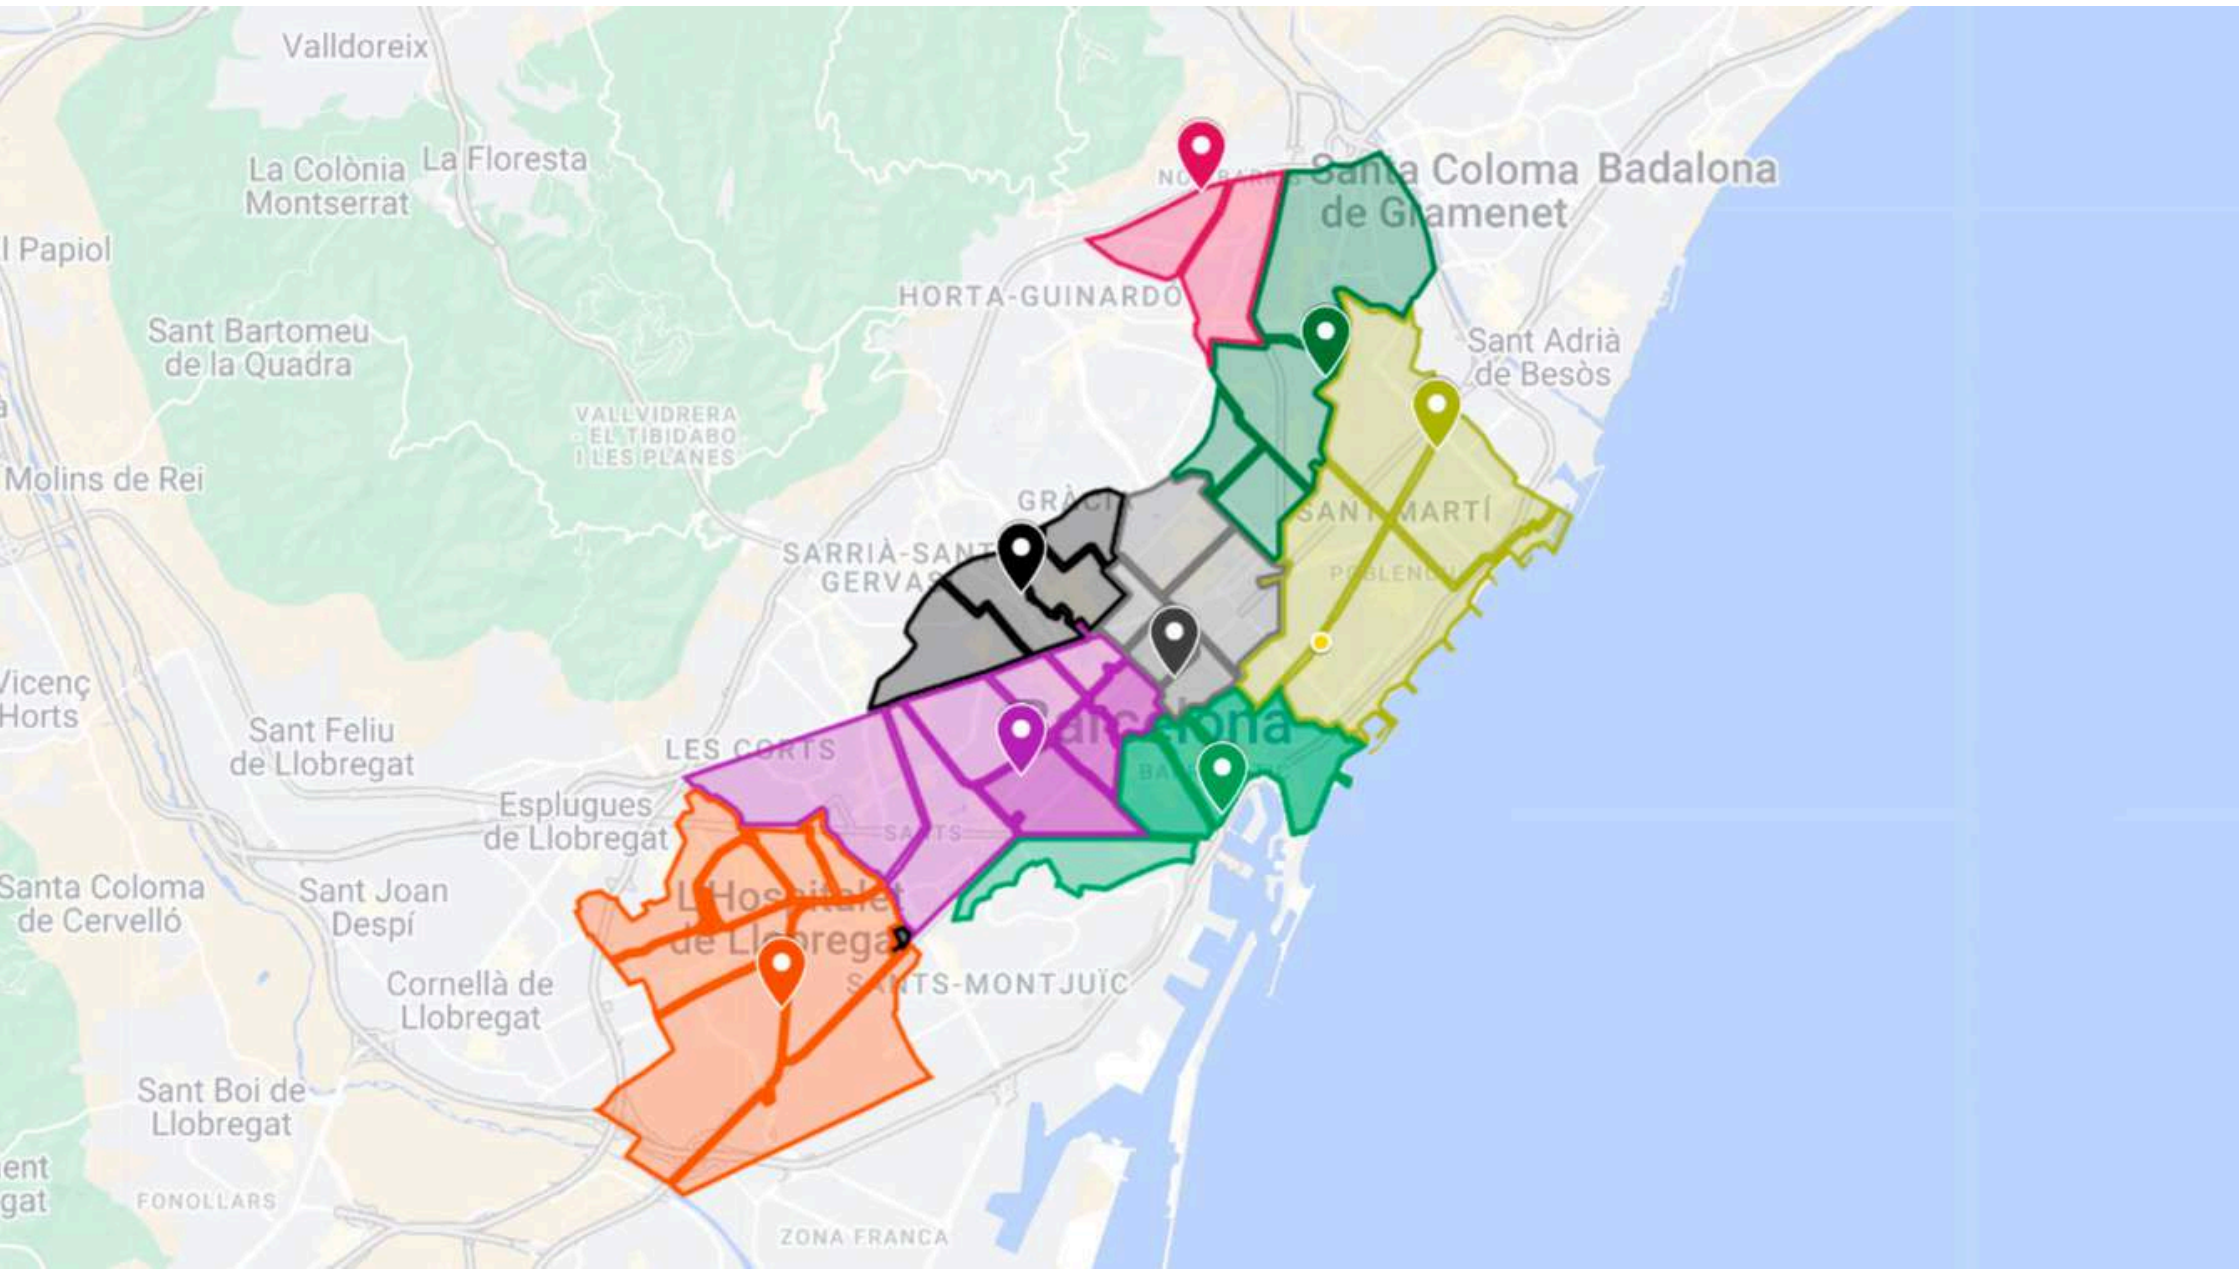 Valldoreix
La Colònia
Montserrat
La Floresta
Santa Coloma
de Gramenet
Badalona
l Papiol
HORTA-GUINARDÓ
Sant Bartomeu
de la Quadra
Sant Adrià
de Besòs
VALLVIDRERA
- EL TIBIDABO
I LES PLANES
Molins de Rei
GRÀCIA
SANT MARTÍ
SARRIÀ-SANT
GERVAS
POBLENOU
Vicenç
Horts
Sant Feliu
de Llobregat
LES CORTS
Barcelona
Esplugues
de Llobregat
SANTS
Santa Coloma
de Cervelló
Sant Joan
Despí
L'Hospitalet
de Llobregat
Cornellà de
Llobregat
SANTS-MONTJUÏC
Sant Boi de
Llobregat
ent
gat
FONOLLARS
ZONA FRANCA